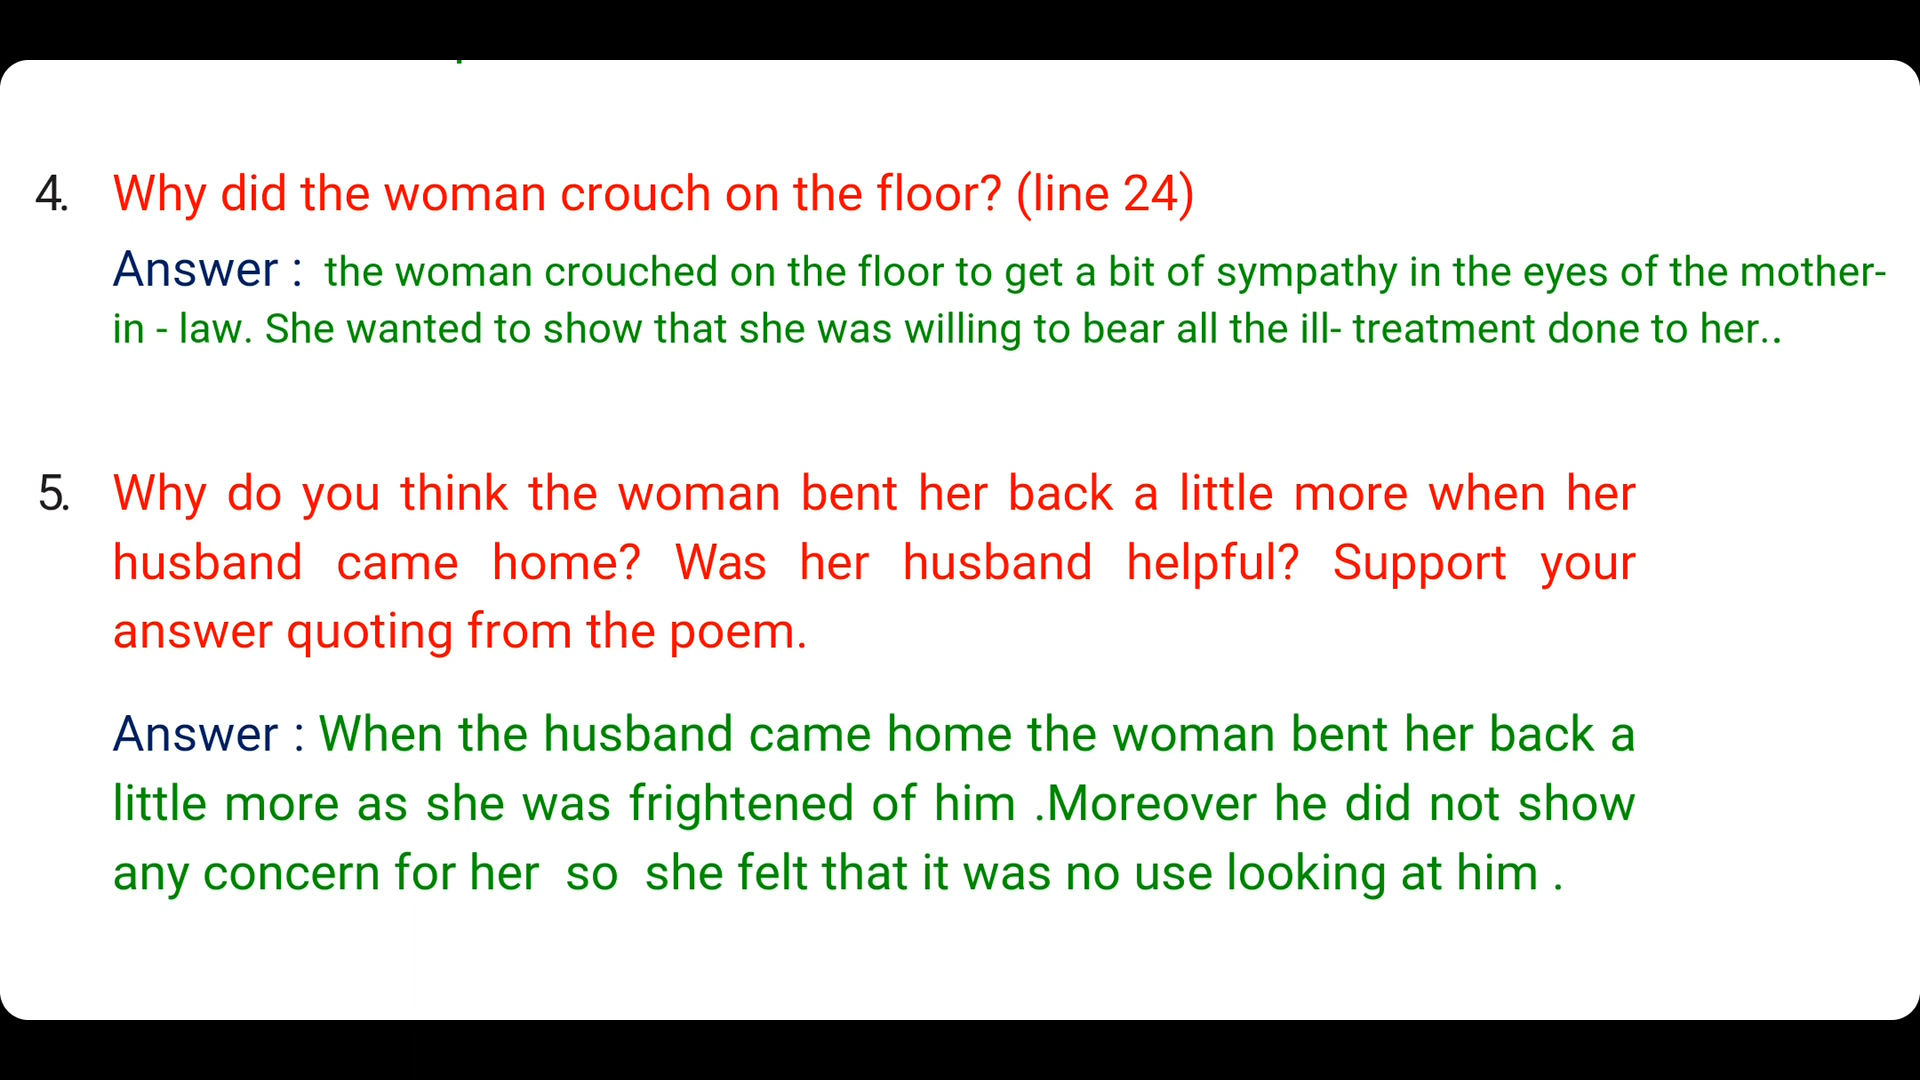 4. Why did the woman crouch on the floor? (line 24)
Answer : the woman crouched on the floor to get a bit of sympathy in the eyes of the mother-
in - law. She wanted to show that she was willing to bear all the ill- treatment done to her..
5. Why do you think the woman bent her back a little more when her
husband came home? Was her husband helpful? Support your
answer quoting from the poem.
Answer : When the husband came home the woman bent her back a
little more as she was frightened of him .Moreover he did not show
any concern for her so she felt that it was no use looking at him .